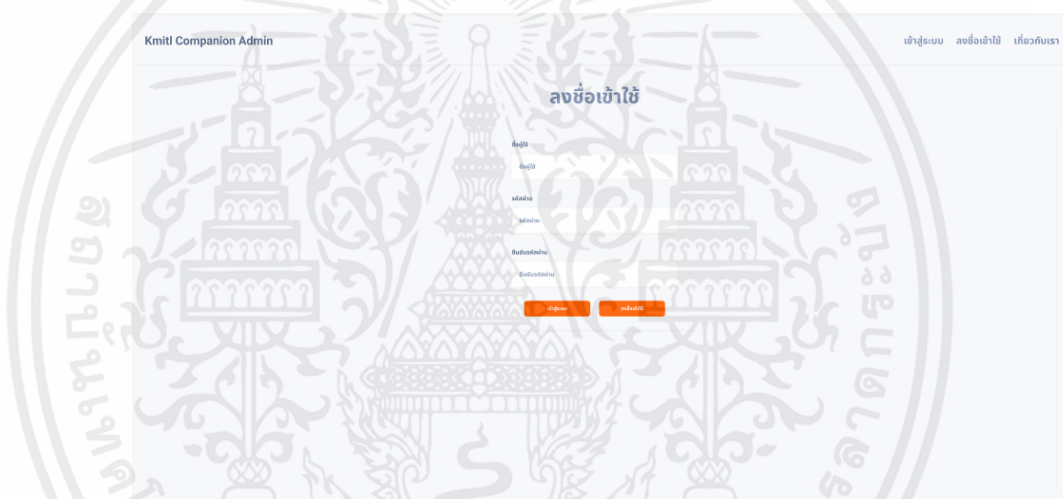 Kmitl Companion Admin
เข้าสู่ระบบ ลงชื่อเข้าใช้ เกี่ยวกับเรา
ลงชื่อเข้าใช้
ชื่อผู้ใช้
ชื่อผู้ใช้
รหัสผ่าน
รหัสผ่าน
ยืนยันรหัสผ่าน
ยืนยันรหัสผ่าน
เข้าสู่ระบบ ลงชื่อเข้าใช้